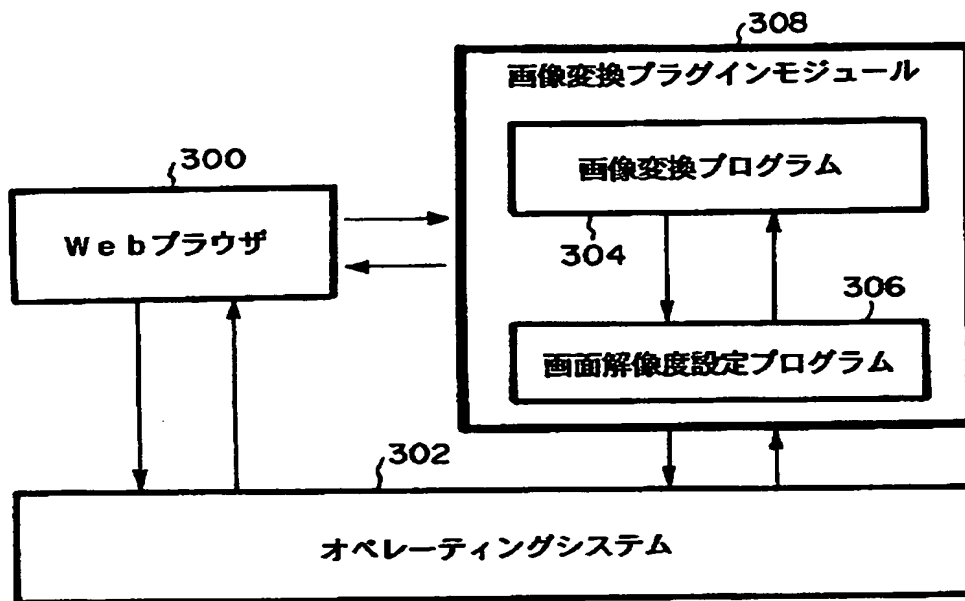 308
画像変換プラグインモジュール
300
画像変換プログラム
Webブラウザ
304
306
画面解像度設定プログラム
302
オペレーティングシステム